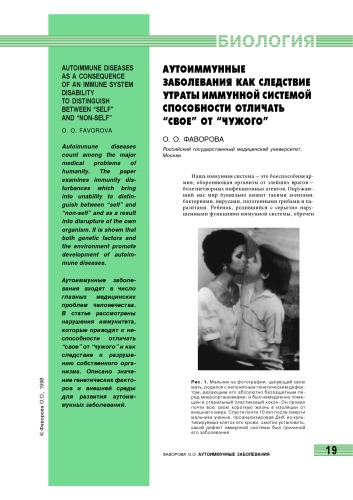 БИОЛОГИЯ
AUTOIMMUNE DISEASES
AS A CONSEQUENCE
OF AN IMMUNE SYSTEM
DISABILITY
TO DISTINGUISH
BETWEEN “SELF”
AND “NON-SELF”
O. O. FAVOROVA
Autoimmune diseases
count among the major
medical problems of
humanity. The paper
examines immunity dis-
turbances which bring
into unability to distin-
guish between “self” and
“non-self” and as a result
into disrupture of the own
organism. It is shown that
both genetic factors and
the environment promote
development of autoim-
mune diseases.
Аутоиммунные заболе-
вания входят в число
главных медицинских
проблем человечества.
В статье рассмотрены
нарушения иммунитета,
которые приводят к не-
способности отличать
“свое” от “чужого” и как
следствие к разруше-
нию собственного орга-
низма. Описано значе-
ние генетических факто-
ров и внешней среды
для развития аутоим-
мунных заболеваний.
© Фаворова О.О., 1998
АУТОИММУННЫЕ
ЗАБОЛЕВАНИЯ КАК СЛЕДСТВИЕ
УТРАТЫ ИММУННОЙ СИСТЕМОЙ
СПОСОБНОСТИ ОТЛИЧАТЬ
“СВОЕ” ОТ “ЧУЖОГО”
О. О. ФАВОРОВА
Российский государственный медицинский университет,
Москва
Наша иммунная система – это боеспособная ар-
мия, обороняющая организм от злейших врагов –
болезнетворных инфекционных агентов. Окружаю-
щий нас мир буквально кишит такими агентами:
бактериями, вирусами, патогенными грибами и па-
разитами. Ребенок, родившийся с серьезно нару-
шенными функциями иммунной системы, обречен
Рис. 1. Мальчик на фотографии, целующий свою
мать, родился с непонятным генетическим дефек-
том, делающим его абсолютно беззащитным пе-
ред микроорганизмами, и был немедленно поме-
щен в стерильный пластиковый кокон. Он провел
почти всю свою короткую жизнь в изоляции от
внешнего мира. Спустя почти 10 лет после смерти
мальчика ученые, проанализировав ДНК из куль-
тивируемых клеток его крови, смогли установить,
какой дефект иммунной системы был причиной
его заболевания
ФАВОРОВА О.О. АУТОИММУННЫЕ ЗАБОЛЕВАНИЯ
19